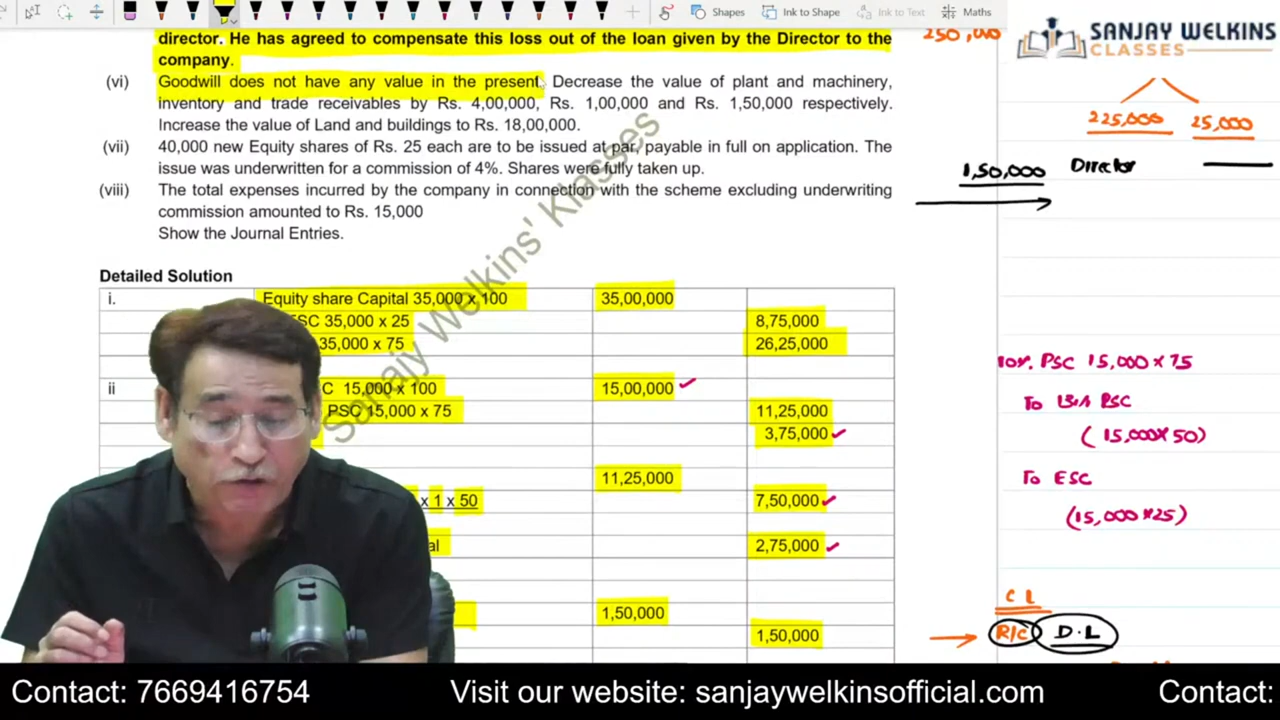 Shapes Ink to Shape Ink to Text Maths
director. He has agreed to compensate this loss out of the loan given by the Director to the
company.
(vi) Goodwill does not have any value in the present. Decrease the value of plant and machinery,
inventory and trade receivables by Rs. 4,00,000, Rs. 1,00,000 and Rs. 1,50,000 respectively.
Increase the value of Land and buildings to Rs. 18,00,000.
(vii) 40,000 new Equity shares of Rs. 25 each are to be issued at par, payable in full on application. The
issue was underwritten for a commission of 4%. Shares were fully taken up.
(viii) The total expenses incurred by the company in connection with the scheme excluding underwriting
commission amounted to Rs. 15,000
Show the Journal Entries.
Detailed Solution
i. Equity share Capital 35,000 x 100 35,00,000
SC 35,000 x 25 8,75,000
35,000 x 75 26,25,000
ii C 15,000 x 100 15,00,000
PSC 15,000 x 75 11,25,000
3,75,000
11,25,000
x 1 x 50 7,50,000
al 2,75,000
1,50,000
1,50,000
Sanjay Welkins' Klasses
SANJAY WELKINS
CLASSES
250,000
225,000 25,000
1,50,000 Director
10% PSC 15,000 x 75
To 15% PSC
(15,000 x 50)
To ESC
(15,000 x 25)
C L
R/C D.L
Contact: 7669416754 Visit our website: sanjaywelkinsofficial.com Contact: